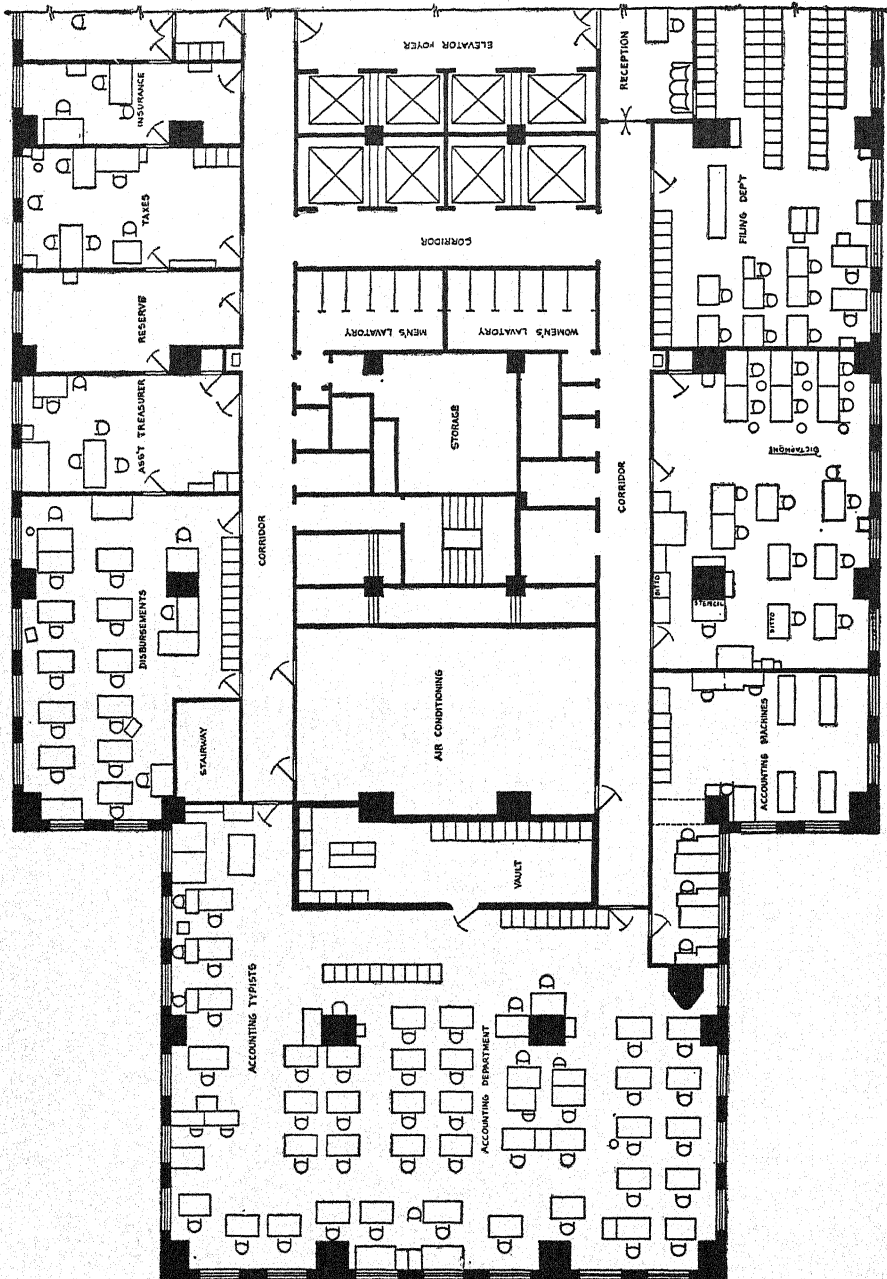 ELEVATOR FOYER
RECEPTION
INSURANCE
TAXES
CORRIDOR
FILING DEP'T
RESERVE
MEN'S LAVATORY
WOMEN'S LAVATORY
ASS'T TREASURER
STORAGE
DICTAPHONE
CORRIDOR
CORRIDOR
DISBURSEMENTS
DITTO
STENCIL
DITTO
STAIRWAY
AIR CONDITIONING
ACCOUNTING MACHINES
VAULT
ACCOUNTING TYPISTS
ACCOUNTING DEPARTMENT